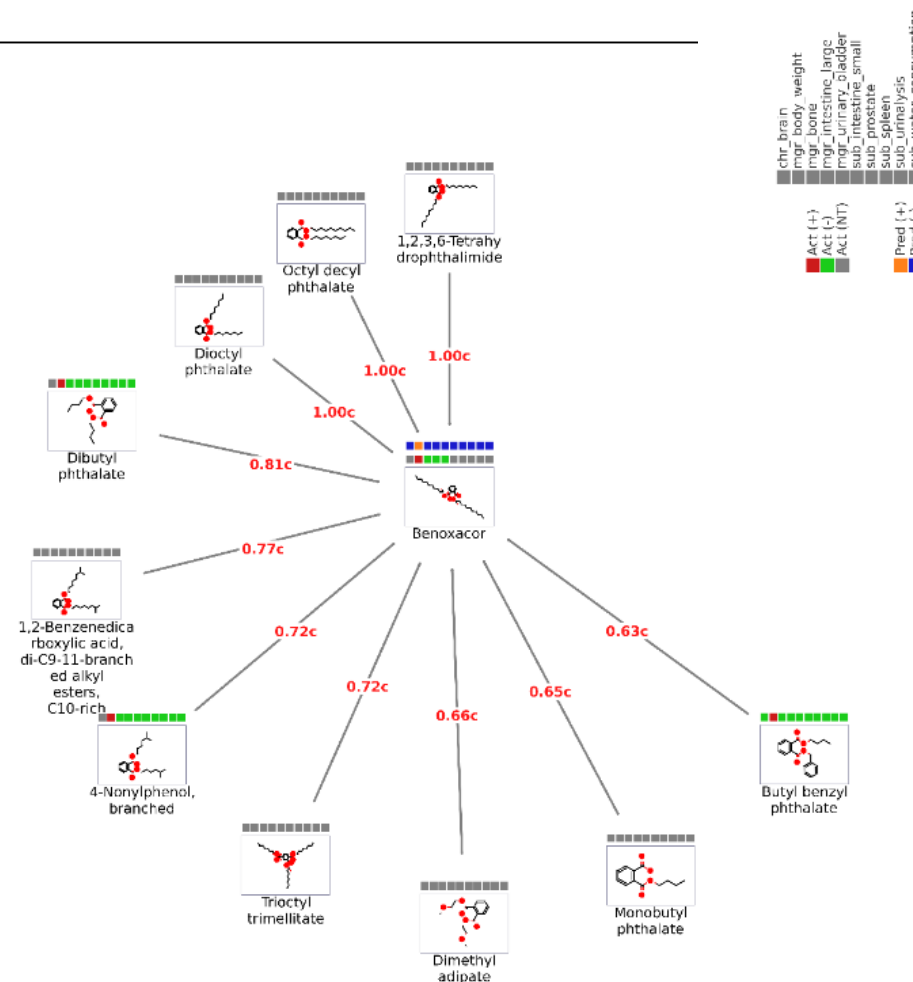 chr_brain
mgr_body_weight
mgr_bone
mgr_intestine_large
mgr_urinary_bladder
sub_intestine_small
sub_prostate
sub_spleen
sub_urinalysis
Act (+)
Act (-)
Act (NT)
Pred (+)
1,2,3,6-Tetrahy
drophthalimide
Octyl decyl
phthalate
Dioctyl
phthalate
1.00c
1.00c
1.00c
Dibutyl
phthalate
0.81c
Benoxacor
0.77c
1,2-Benzenedica
rboxylic acid,
di-C9-11-branch
ed alkyl
esters,
C10-rich
0.72c
0.63c
0.72c
0.65c
0.66c
4-Nonylphenol,
branched
Butyl benzyl
phthalate
Trioctyl
trimellitate
Monobutyl
phthalate
Dimethyl
adipate